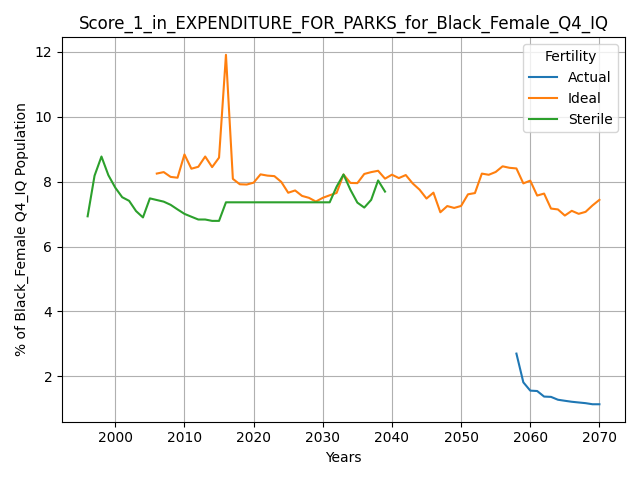 Score_1_in_EXPENDITURE_FOR_PARKS_for_Black_Female_Q4_IQ
Fertility
Actual
Ideal
Sterile
% of Black_Female Q4_IQ Population
12
10
8
6
4
2
2000 2010 2020 2030 2040 2050 2060 2070
Years